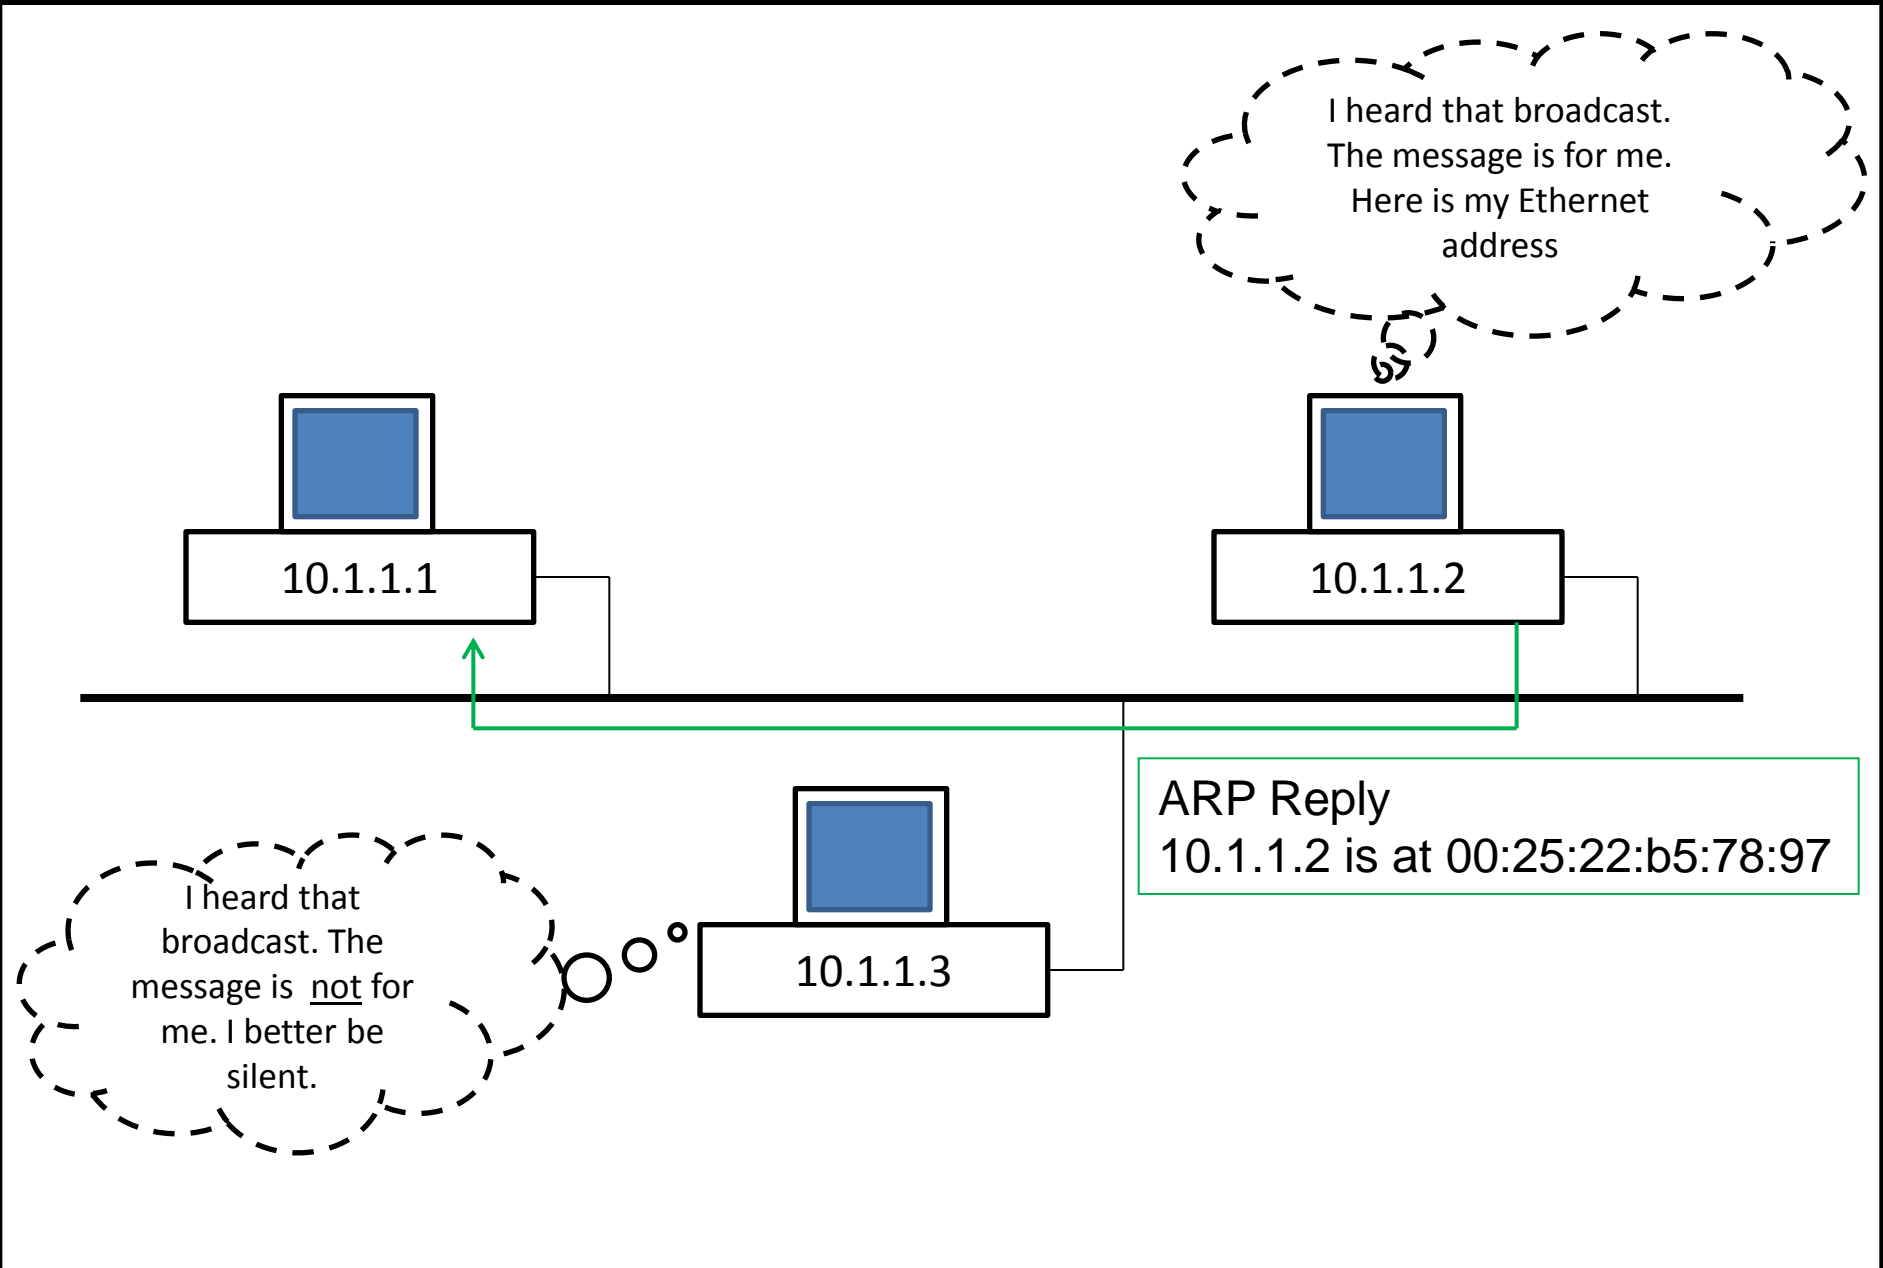 I heard that broadcast.
The message is for me.
Here is my Ethernet
address
10.1.1.1
10.1.1.2
ARP Reply
10.1.1.2 is at 00:25:22:b5:78:97
I heard that
broadcast. The
message is not for
me. I better be
silent.
10.1.1.3